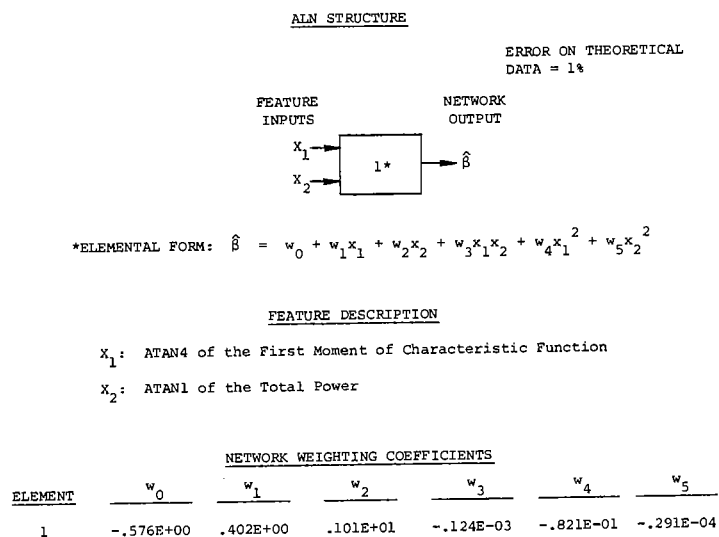 ALN STRUCTURE
ERROR ON THEORETICAL
DATA = 1%
FEATURE
INPUTS
NETWORK
OUTPUT
X₁
X₂
1*
β̂
*ELEMENTAL FORM: β̂ = w₀ + w₁x₁ + w₂x₂ + w₃x₁x₂ + w₄x₁² + w₅x₂²
FEATURE DESCRIPTION
X₁: ATAN4 of the First Moment of Characteristic Function
X₂: ATAN1 of the Total Power
NETWORK WEIGHTING COEFFICIENTS
ELEMENT w₀ w₁ w₂ w₃ w₄ w₅
1 -.576E+00 .402E+00 .101E+01 -.124E-03 -.821E-01 -.291E-04